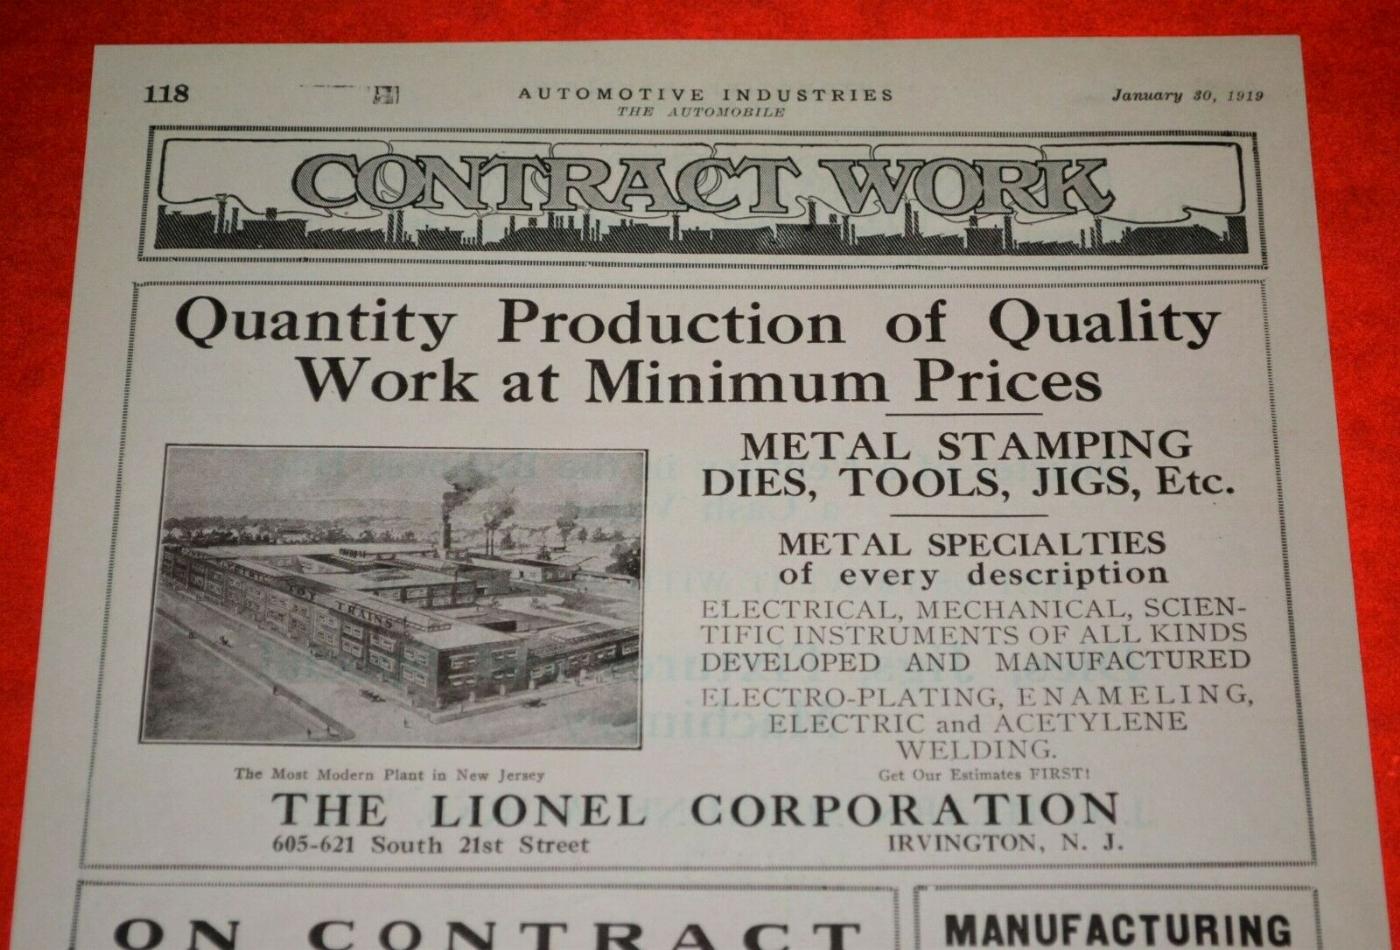 118
AUTOMOTIVE INDUSTRIES
THE AUTOMOBILE
January 30, 1919
CONTRACT WORK
Quantity Production of Quality
Work at Minimum Prices
METAL STAMPING
DIES, TOOLS, JIGS, Etc.
METAL SPECIALTIES
of every description
ELECTRICAL, MECHANICAL, SCIEN-
TIFIC INSTRUMENTS OF ALL KINDS
DEVELOPED AND MANUFACTURED
ELECTRO-PLATING, ENAMELING,
ELECTRIC and ACETYLENE
WELDING.
TOY TRAINS
The Most Modern Plant in New Jersey
Get Our Estimates FIRST!
THE LIONEL CORPORATION
605-621 South 21st Street
IRVINGTON, N. J.
ON CONTRACT
MANUFACTURING